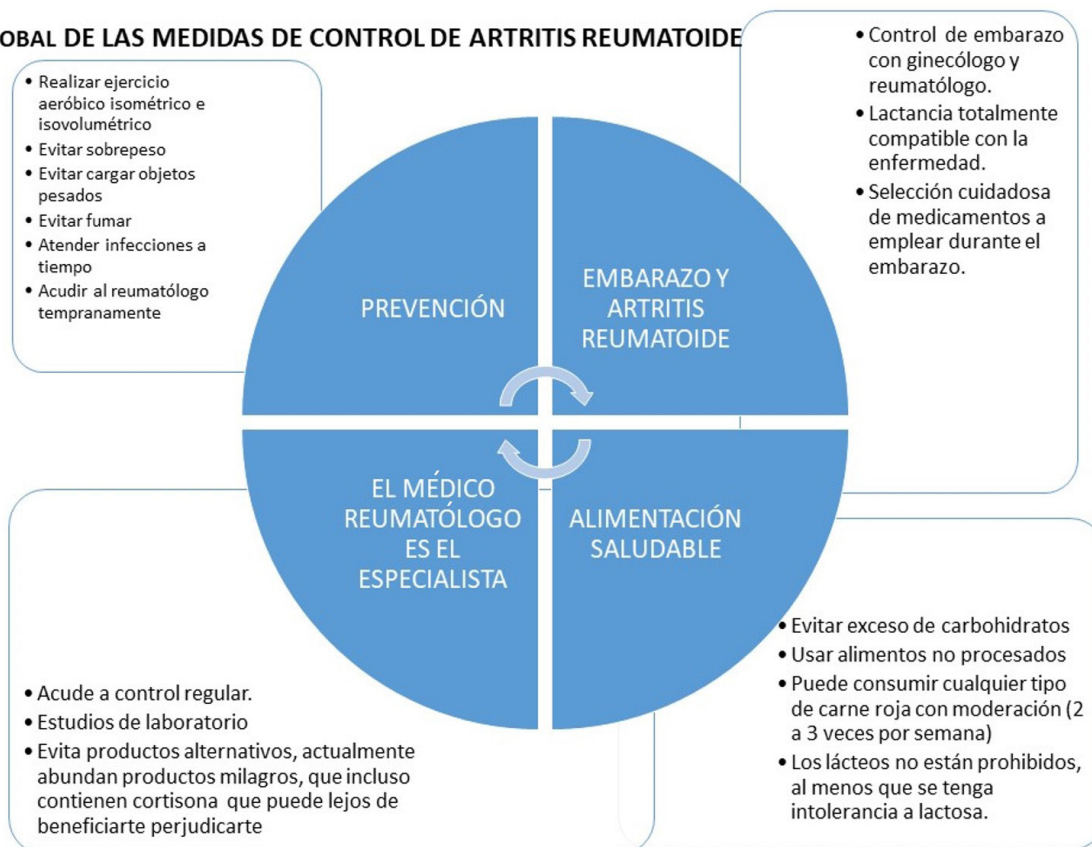 OBAL DE LAS MEDIDAS DE CONTROL DE ARTRITIS REUMATOIDE
• Realizar ejercicio
aeróbico isométrico e
isovolumétrico
• Evitar sobrepeso
• Evitar cargar objetos
pesados
• Evitar fumar
• Atender infecciones a
tiempo
• Acudir al reumatólogo
tempranamente
• Control de embarazo
con ginecólogo y
reumatólogo.
• Lactancia totalmente
compatible con la
enfermedad.
• Selección cuidadosa
de medicamentos a
emplear durante el
embarazo.
PREVENCIÓN
EMBARAZO Y
ARTRITIS
REUMATOIDE
EL MÉDICO
REUMATÓLOGO
ES EL
ESPECIALISTA
ALIMENTACIÓN
SALUDABLE
• Acude a control regular.
• Estudios de laboratorio
• Evita productos alternativos, actualmente
abundan productos milagros, que incluso
contienen cortisona que puede lejos de
beneficiarte perjudicarte
• Evitar exceso de carbohidratos
• Usar alimentos no procesados
• Puede consumir cualquier tipo
de carne roja con moderación (2
a 3 veces por semana)
• Los lácteos no están prohibidos,
al menos que se tenga
intolerancia a lactosa.